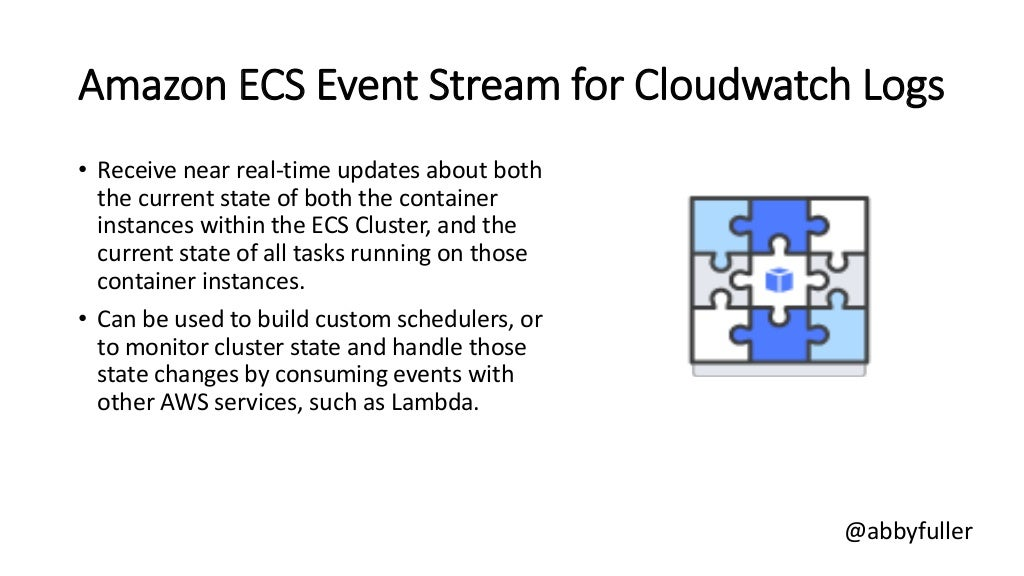 Amazon ECS Event Stream for Cloudwatch Logs
• Receive near real-time updates about both
the current state of both the container
instances within the ECS Cluster, and the
current state of all tasks running on those
container instances.
• Can be used to build custom schedulers, or
to monitor cluster state and handle those
state changes by consuming events with
other AWS services, such as Lambda.
@abbyfuller